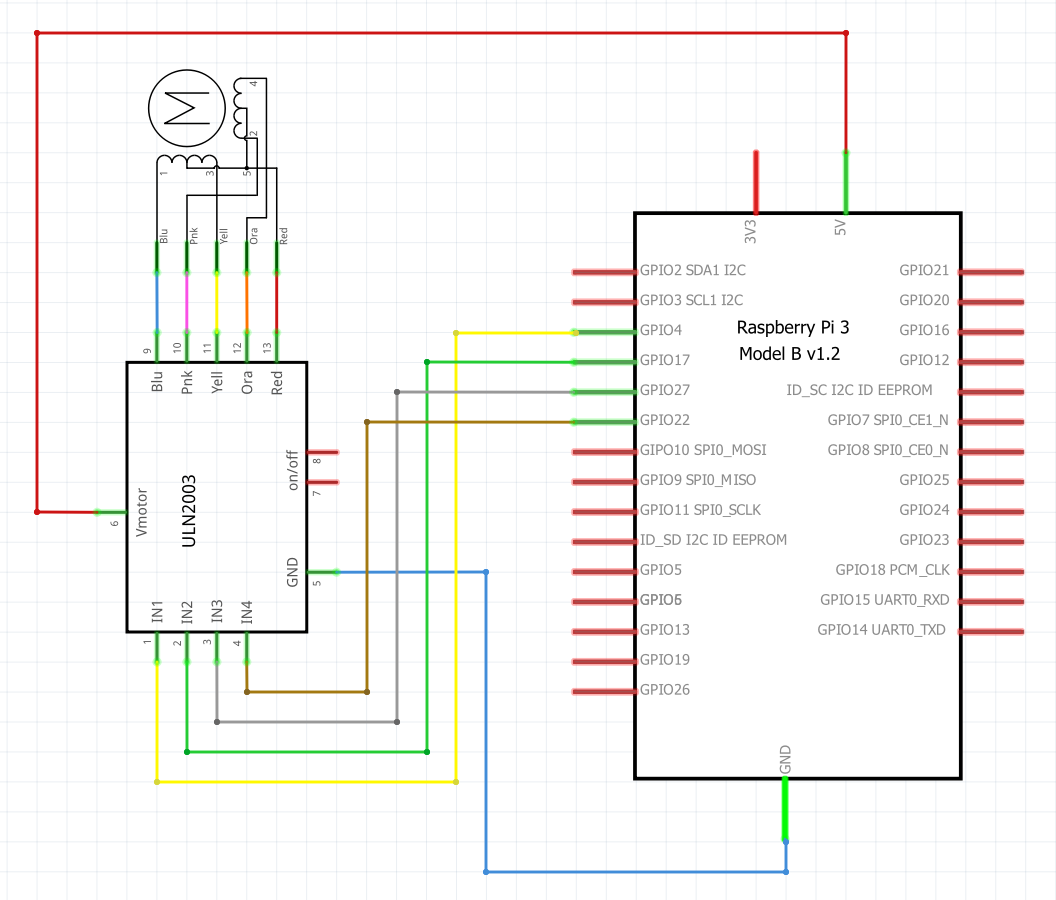 M
4
2
1
3
5
Blu
Pnk
Yell
Ora
Red
9
10
11
12
13
Blu
Pnk
Yell
Ora
Red
on/off
8
7
Vmotor
6
ULN2003
GND
5
IN1
IN2
IN3
IN4
1
2
3
4
3V3
5V
GPIO2 SDA1 I2C
GPIO3 SCL1 I2C
GPIO4
GPIO17
GPIO27
GPIO22
GIPO10 SPI0_MOSI
GPIO9 SPI0_MISO
GPIO11 SPI0_SCLK
ID_SD I2C ID EEPROM
GPIO5
GPIO6
GPIO13
GPIO19
GPIO26
Raspberry Pi 3
Model B v1.2
GPIO21
GPIO20
GPIO16
GPIO12
ID_SC I2C ID EEPROM
GPIO7 SPI0_CE1_N
GPIO8 SPI0_CE0_N
GPIO25
GPIO24
GPIO23
GPIO18 PCM_CLK
GPIO15 UART0_RXD
GPIO14 UART0_TXD
GND